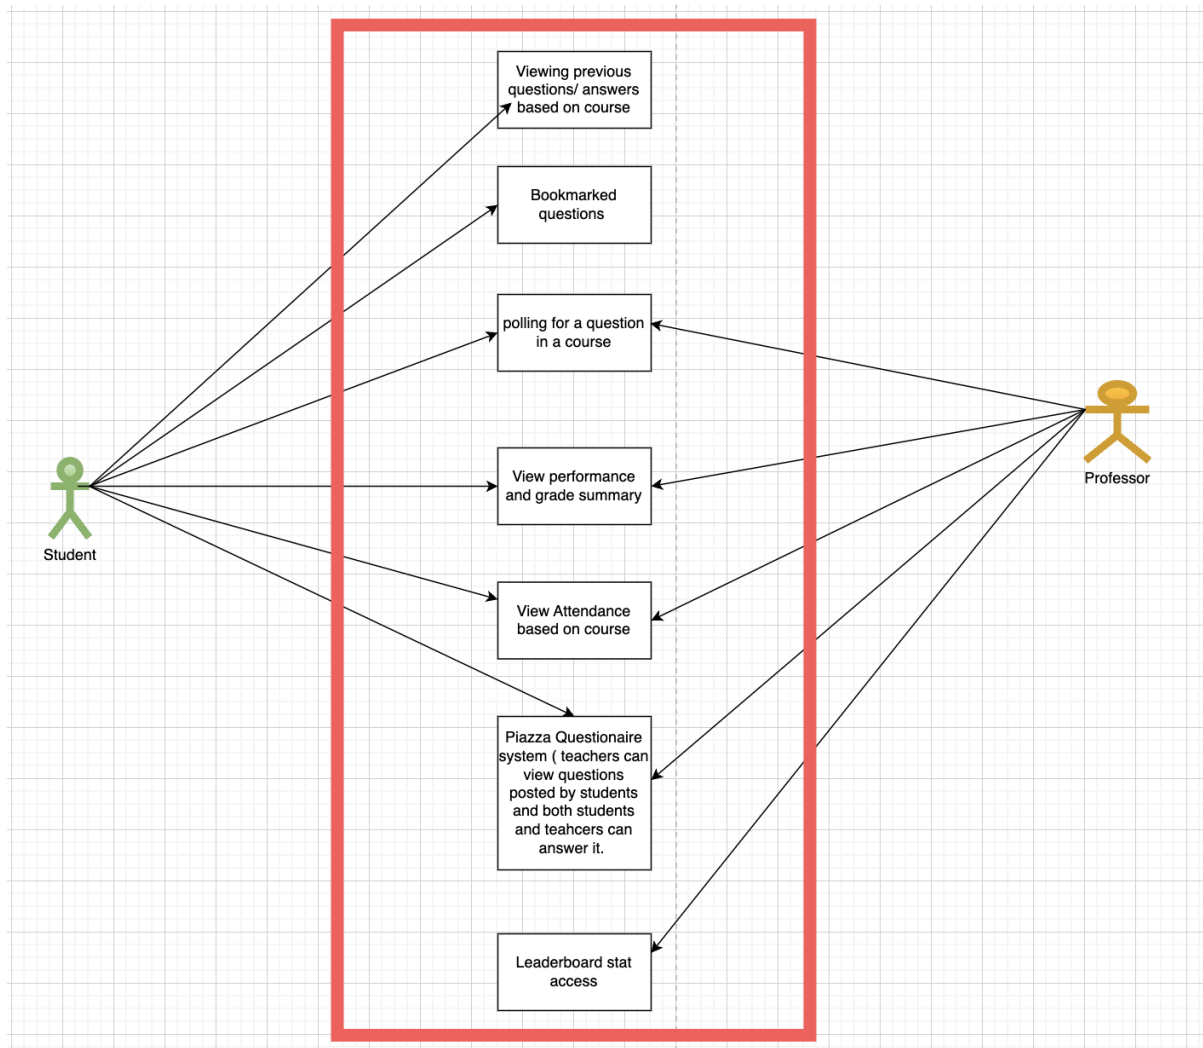 Viewing previous
questions/ answers
based on course
Bookmarked
questions
polling for a question
in a course
View performance
and grade summary
Professor
Student
View Attendance
based on course
Piazza Questionaire
system ( teachers can
view questions
posted by students
and both students
and teahcers can
answer it.
Leaderboard stat
access